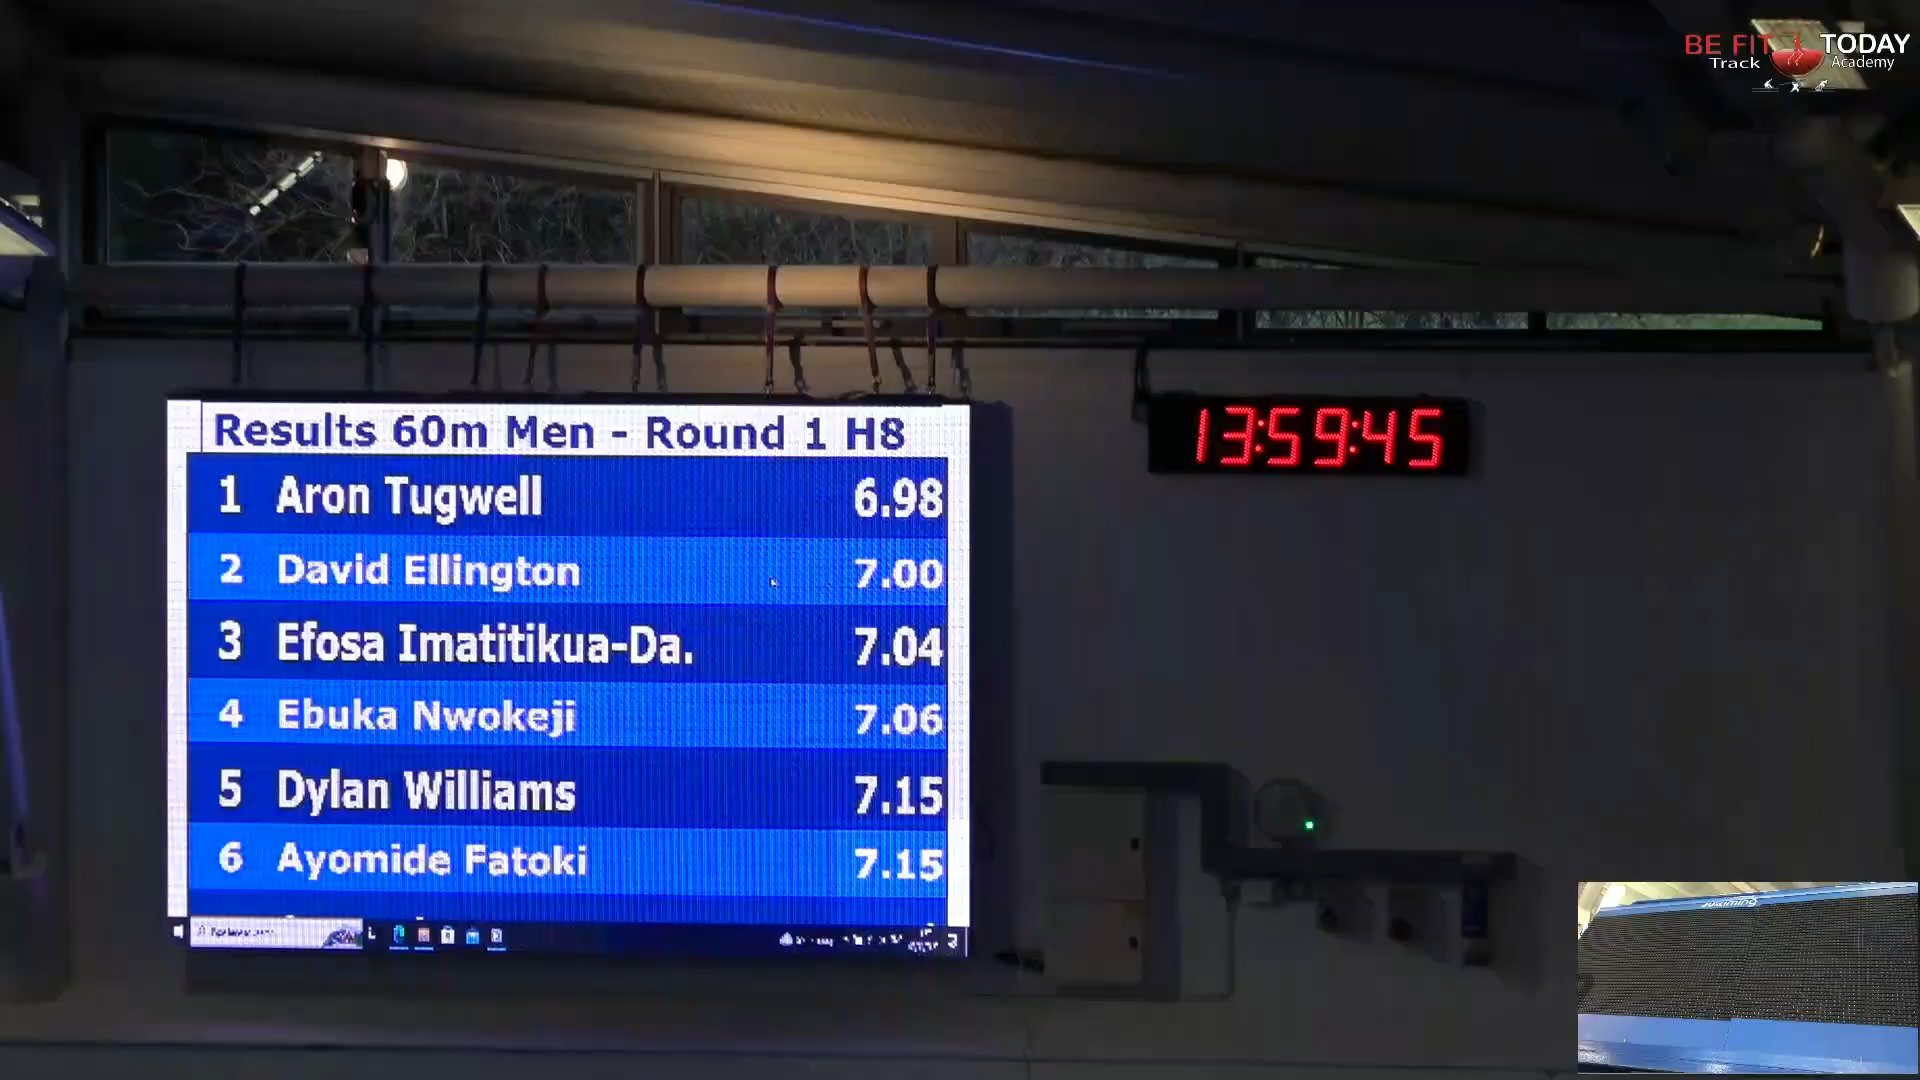 BE FIT TODAY
Track Academy
Results 60m Men - Round 1 H8
13:59:45
1 Aron Tugwell 6.98
2 David Ellington 7.00
3 Efosa Imatitikua-Da. 7.04
4 Ebuka Nwokeji 7.06
5 Dylan Williams 7.15
6 Ayomide Fatoki 7.15